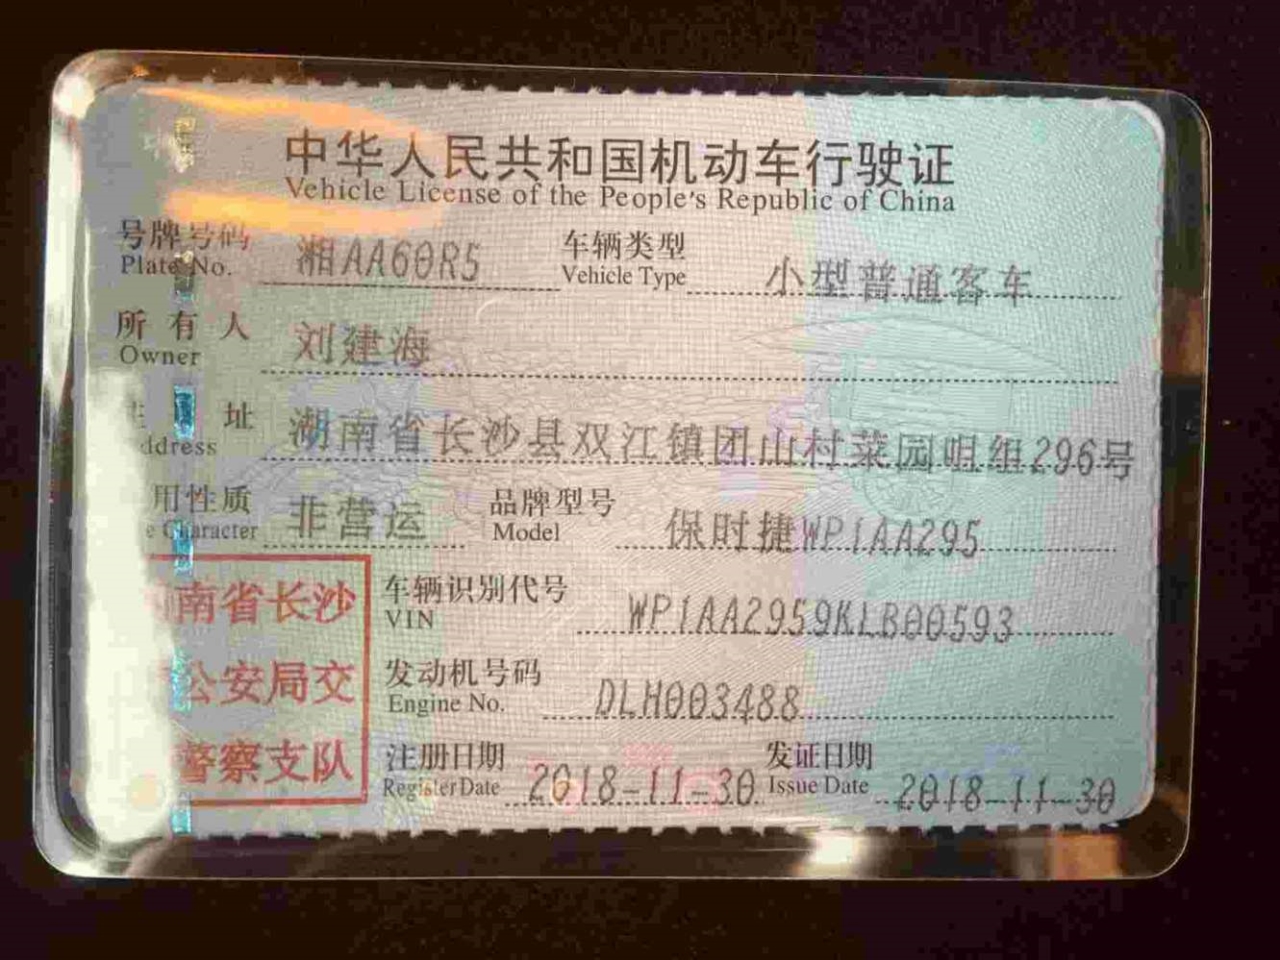 中华人民共和国机动车行驶证
Vehicle License of the People's Republic of China
号牌号码 湘AA60R5 车辆类型 小型普通客车
Plate No. Vehicle Type
所有人 刘建海
Owner
址 湖南省长沙县双江镇团山村菜园咀组296号
ddress
用性质 非营运 品牌型号 保时捷WP1AA295
e Character Model
南省长沙 车辆识别代号 WP1AA2959KLB00593
VIN
公安局交 发动机号码 DLH003488
Engine No.
警察支队 注册日期 2018-11-30 发证日期 2018-11-30
Register Date Issue Date